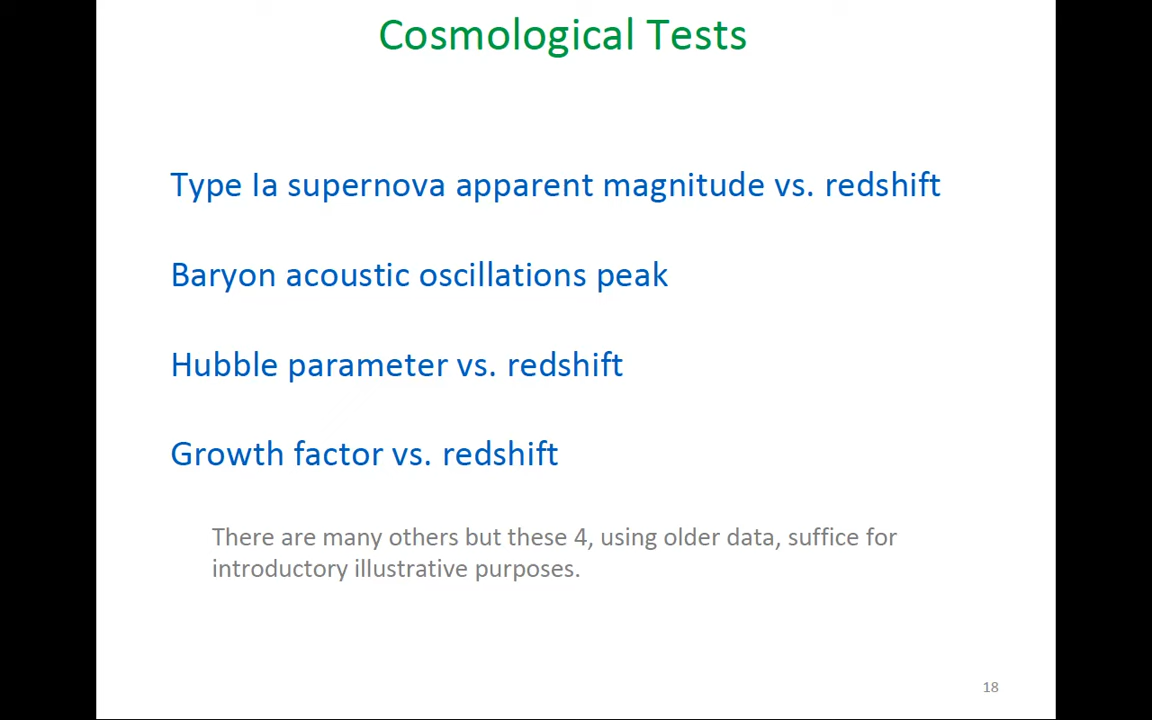 Cosmological Tests
Type Ia supernova apparent magnitude vs. redshift
Baryon acoustic oscillations peak
Hubble parameter vs. redshift
Growth factor vs. redshift
There are many others but these 4, using older data, suffice for
introductory illustrative purposes.
18